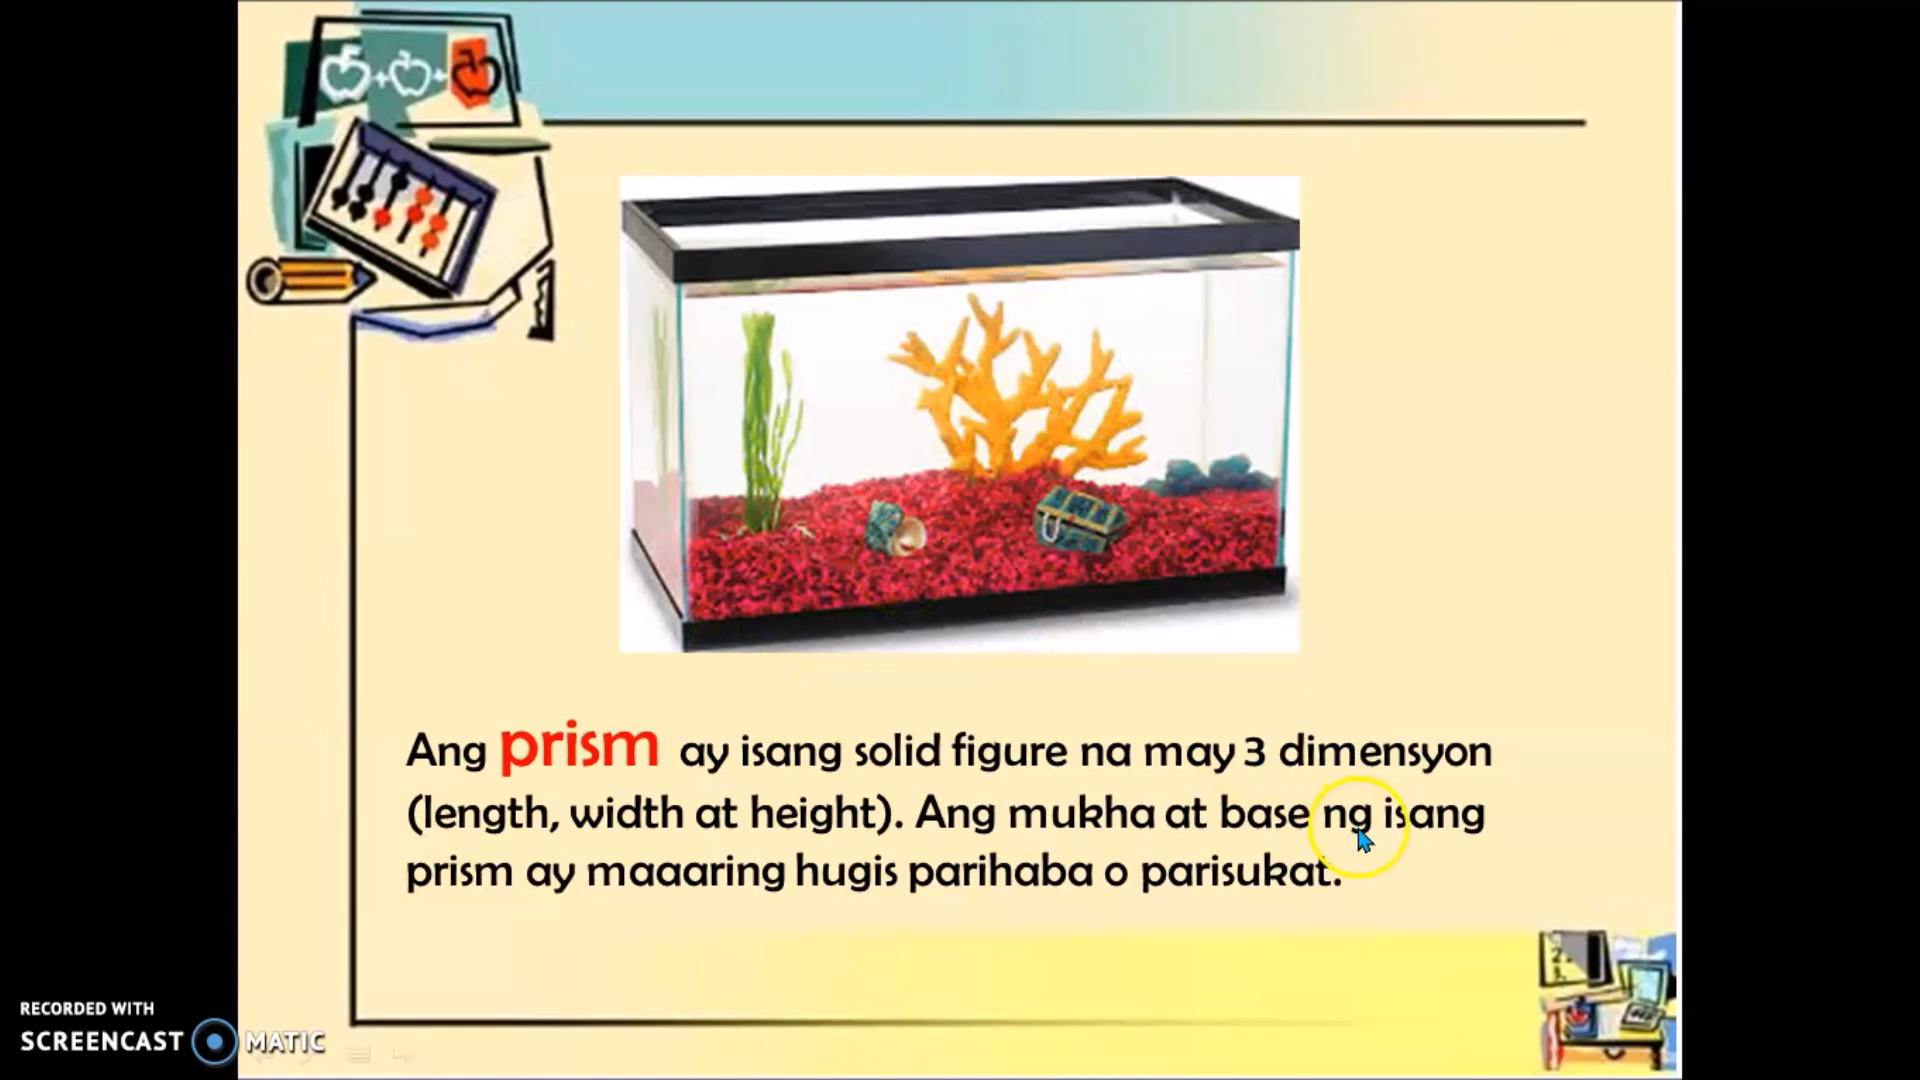 Ang prism ay isang solid figure na may 3 dimensyon
(length, width at height). Ang mukha at base ng isang
prism ay maaaring hugis parihaba o parisukat.
RECORDED WITH
SCREENCAST MATIC